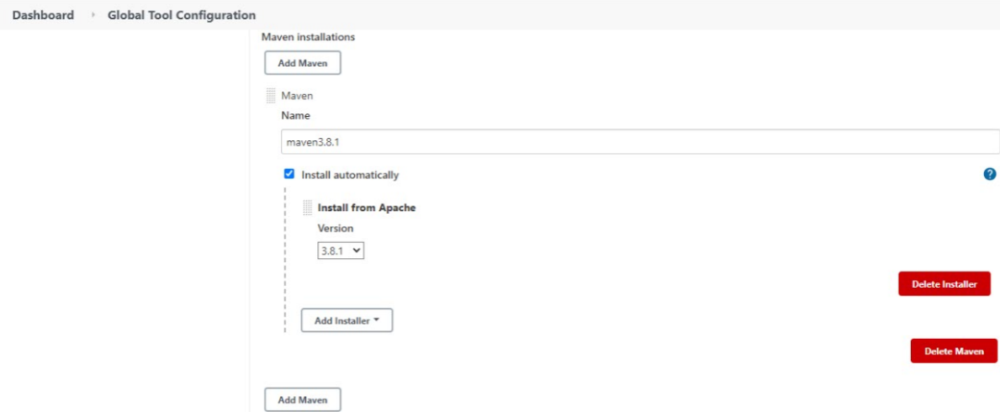 Dashboard
Global Tool Configuration
Maven installations
Add Maven
Maven
Name
maven3.8.1
Install automatically
?
Install from Apache
Version
3.8.1
Delete Installer
Add Installer
Delete Maven
Add Maven